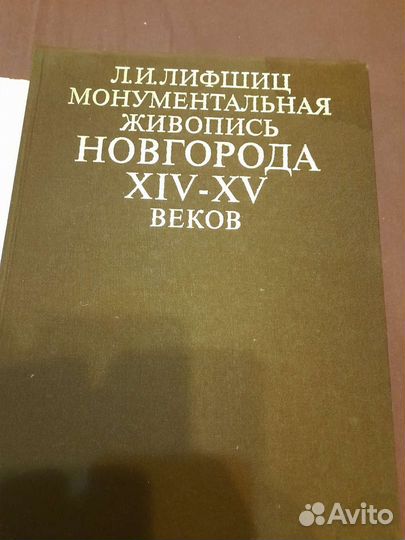 Л.И.ЛИФШИЦ
МОНУМЕНТАЛЬНАЯ
ЖИВОПИСЬ
НОВГОРОДА
XIV-XV
ВЕКОВ
Avito